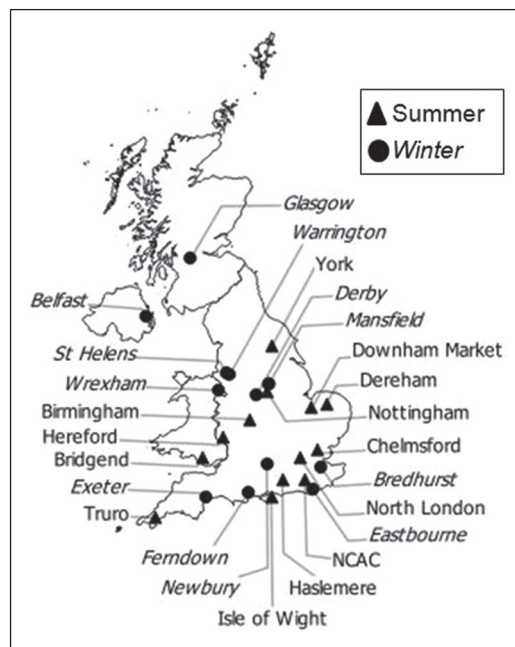 Summer
Winter
Glasgow
Warrington
York
Derby
Belfast
Mansfield
St Helens
Downham Market
Wrexham
Dereham
Birmingham
Nottingham
Hereford
Chelmsford
Bridgend
Bredhurst
Exeter
North London
Truro
Eastbourne
Ferndown
NCAC
Newbury
Haslemere
Isle of Wight